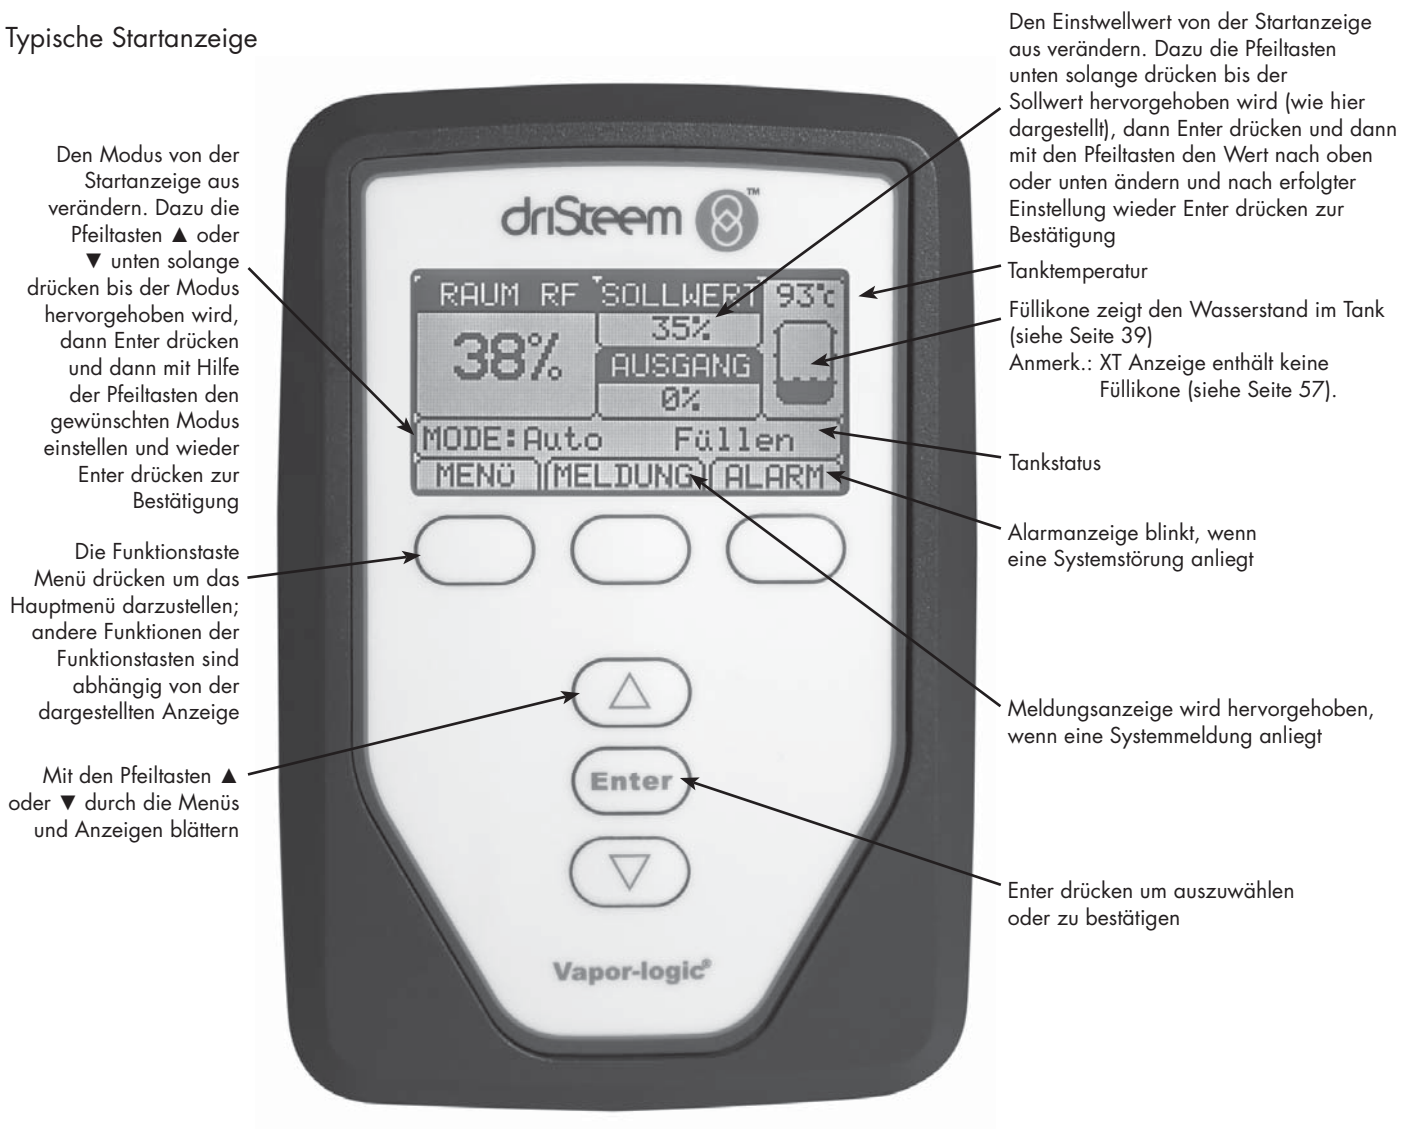 Typische Startanzeige
Den Modus von der
Startanzeige aus
verändern. Dazu die
Pfeiltasten ▲ oder
▼ unten solange
drücken bis der Modus
hervorgehoben wird,
dann Enter drücken
und dann mit Hilfe
der Pfeiltasten den
gewünschten Modus
einstellen und wieder
Enter drücken zur
Bestätigung
Die Funktionstaste
Menü drücken um das
Hauptmenü darzustellen;
andere Funktionen der
Funktionstasten sind
abhängig von der
dargestellten Anzeige
Mit den Pfeiltasten ▲
oder ▼ durch die Menüs
und Anzeigen blättern
driSteem ™
RAUM RF SOLLWERT 93°c
35%
38%
AUSGANG
0%
MODE:Auto Füllen
MENü MELDUNG ALARM
Enter
Vapor-logic®
Den Einstwellwert von der Startanzeige
aus verändern. Dazu die Pfeiltasten
unten solange drücken bis der
Sollwert hervorgehoben wird (wie hier
dargestellt), dann Enter drücken und dann
mit den Pfeiltasten den Wert nach oben
oder unten ändern und nach erfolgter
Einstellung wieder Enter drücken zur
Bestätigung
Tanktemperatur
Füllikone zeigt den Wasserstand im Tank
(siehe Seite 39)
Anmerk.: XT Anzeige enthält keine
Füllikone (siehe Seite 57).
Tankstatus
Alarmanzeige blinkt, wenn
eine Systemstörung anliegt
Meldungsanzeige wird hervorgehoben,
wenn eine Systemmeldung anliegt
Enter drücken um auszuwählen
oder zu bestätigen